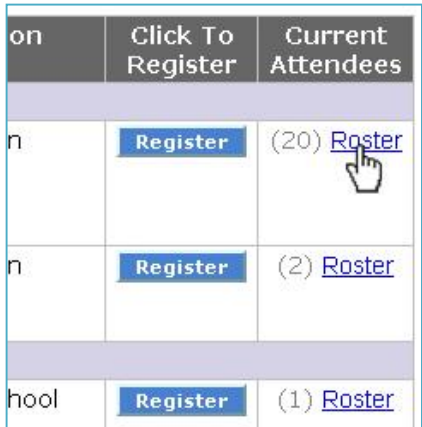 on Click To Register Current Attendees
n Register (20) Roster
n Register (2) Roster
hool Register (1) Roster